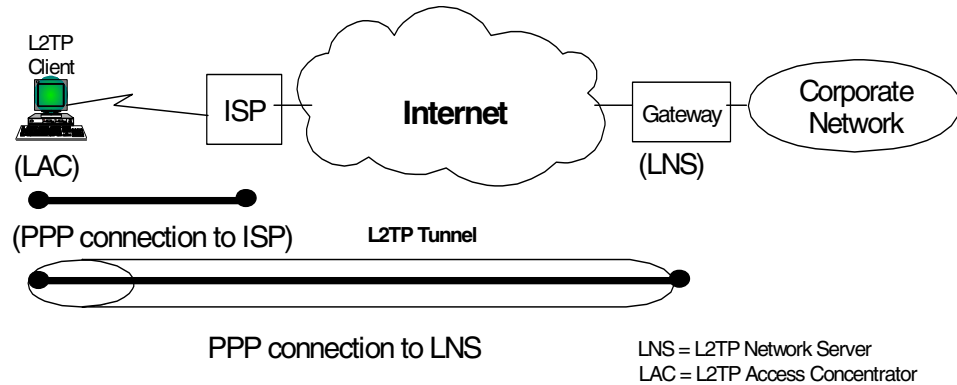 L2TP
Client
ISP
Internet
Gateway
Corporate
Network
(LAC)
(LNS)
(PPP connection to ISP)
L2TP Tunnel
PPP connection to LNS
LNS = L2TP Network Server
LAC = L2TP Access Concentrator